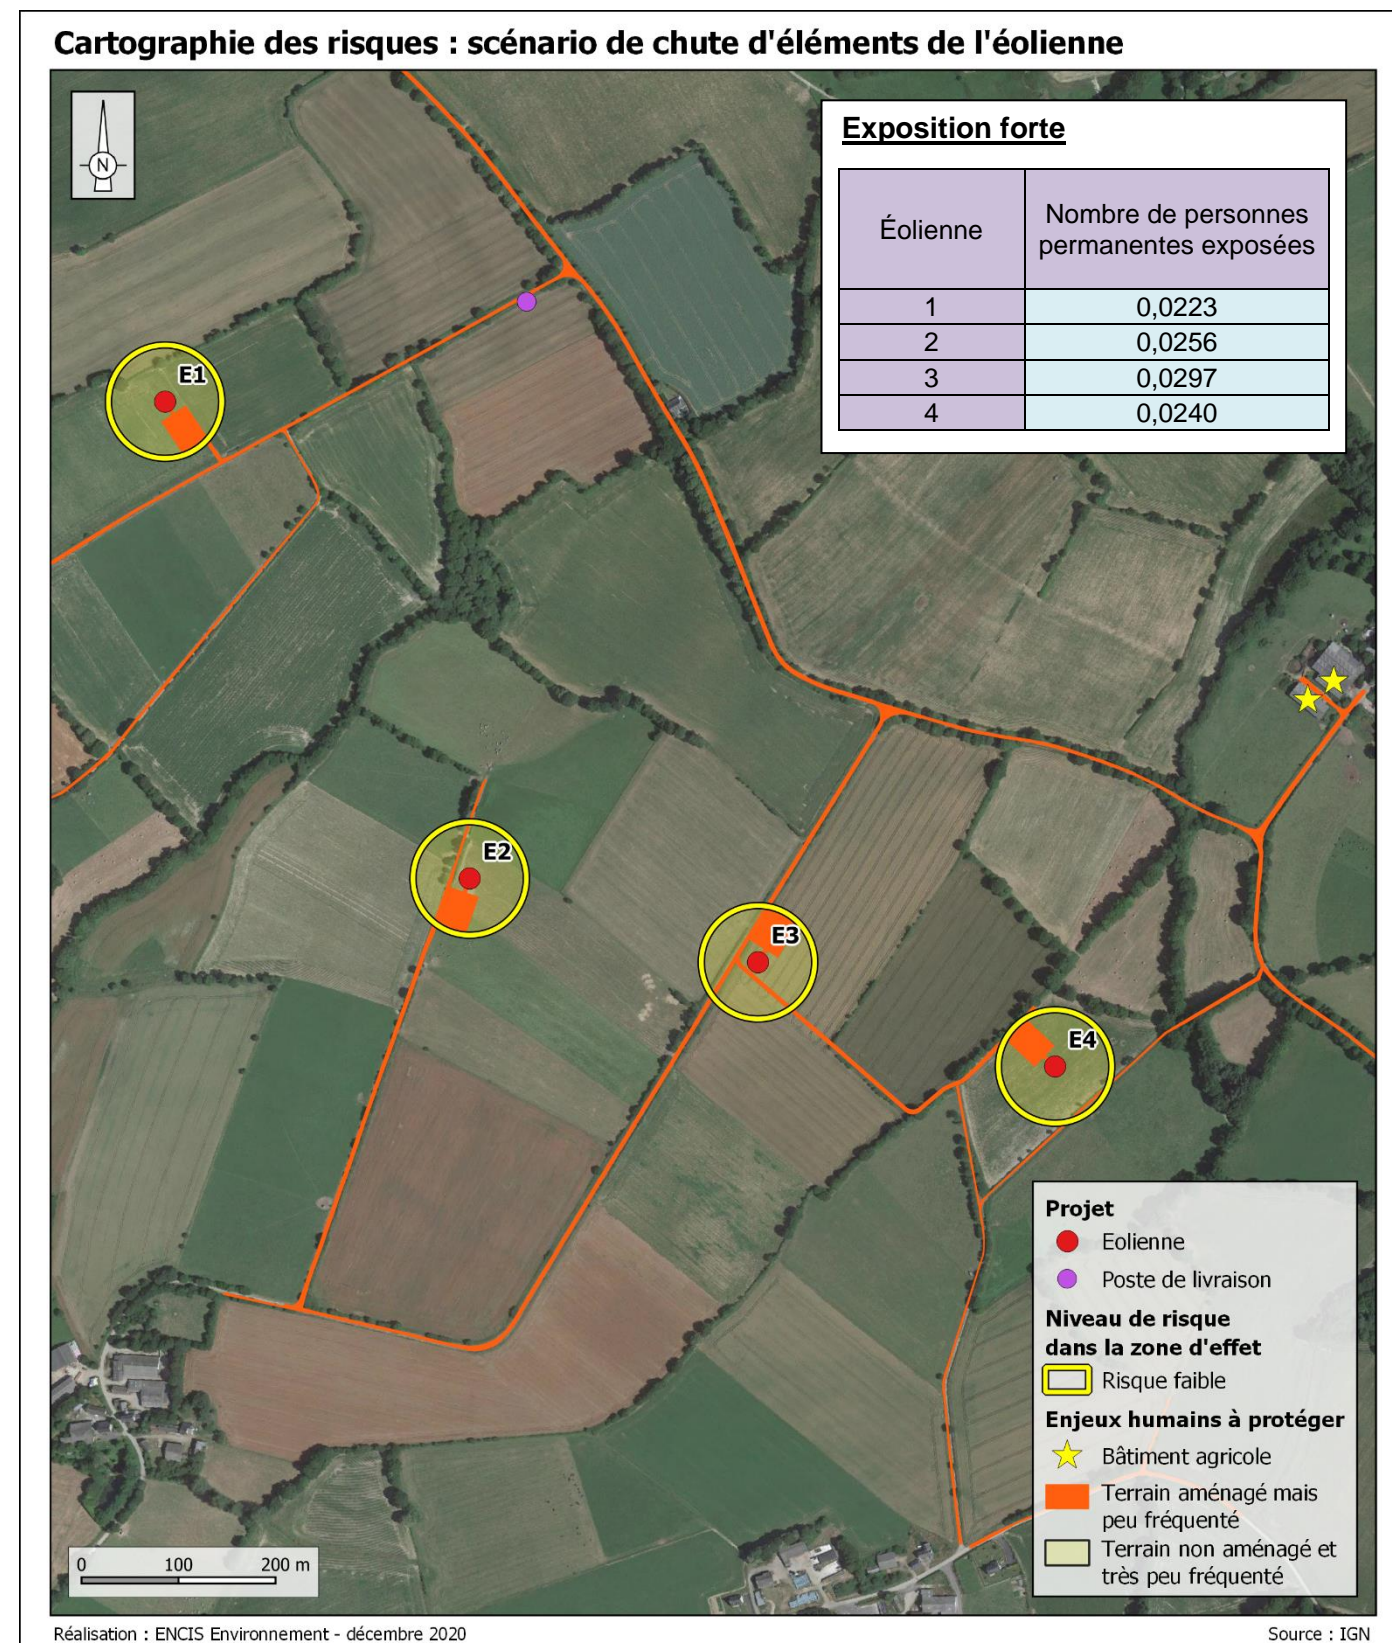 Cartographie des risques : scénario de chute d'éléments de l'éolienne
N
Exposition forte
Éolienne
Nombre de personnes
permanentes exposées
1 0,0223
2 0,0256
3 0,0297
4 0,0240
E1
E2
E3
E4
Projet
Eolienne
Poste de livraison
Niveau de risque
dans la zone d'effet
Risque faible
Enjeux humains à protéger
Bâtiment agricole
Terrain aménagé mais
peu fréquenté
Terrain non aménagé et
très peu fréquenté
0 100 200 m
Réalisation : ENCIS Environnement - décembre 2020
Source : IGN